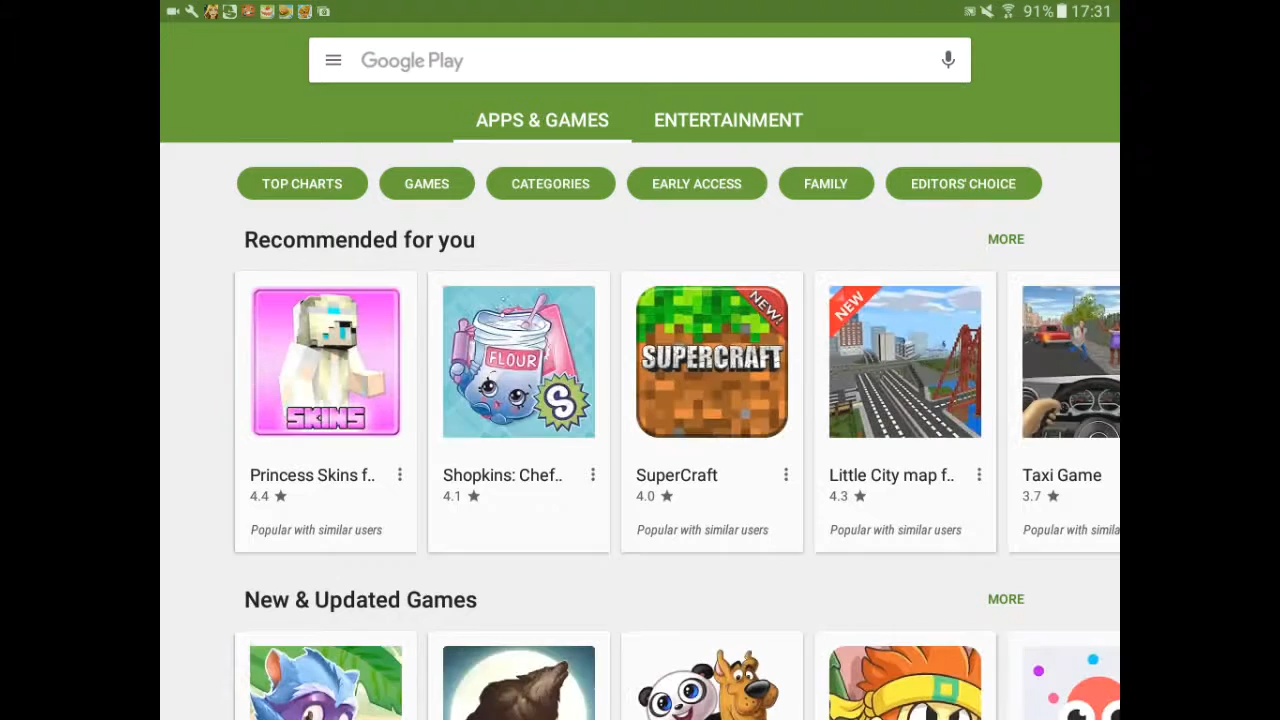 91% 17:31
Google Play
APPS & GAMES ENTERTAINMENT
TOP CHARTS GAMES CATEGORIES EARLY ACCESS FAMILY EDITORS' CHOICE
Recommended for you MORE
SKINS
FLOUR
S
NEW!
SUPERCRAFT
NEW
Princess Skins f.. Shopkins: Chef.. SuperCraft Little City map f.. Taxi Game
4.4 4.1 4.0 4.3 3.7
Popular with similar users Popular with similar users Popular with similar users Popular with simila
New & Updated Games MORE